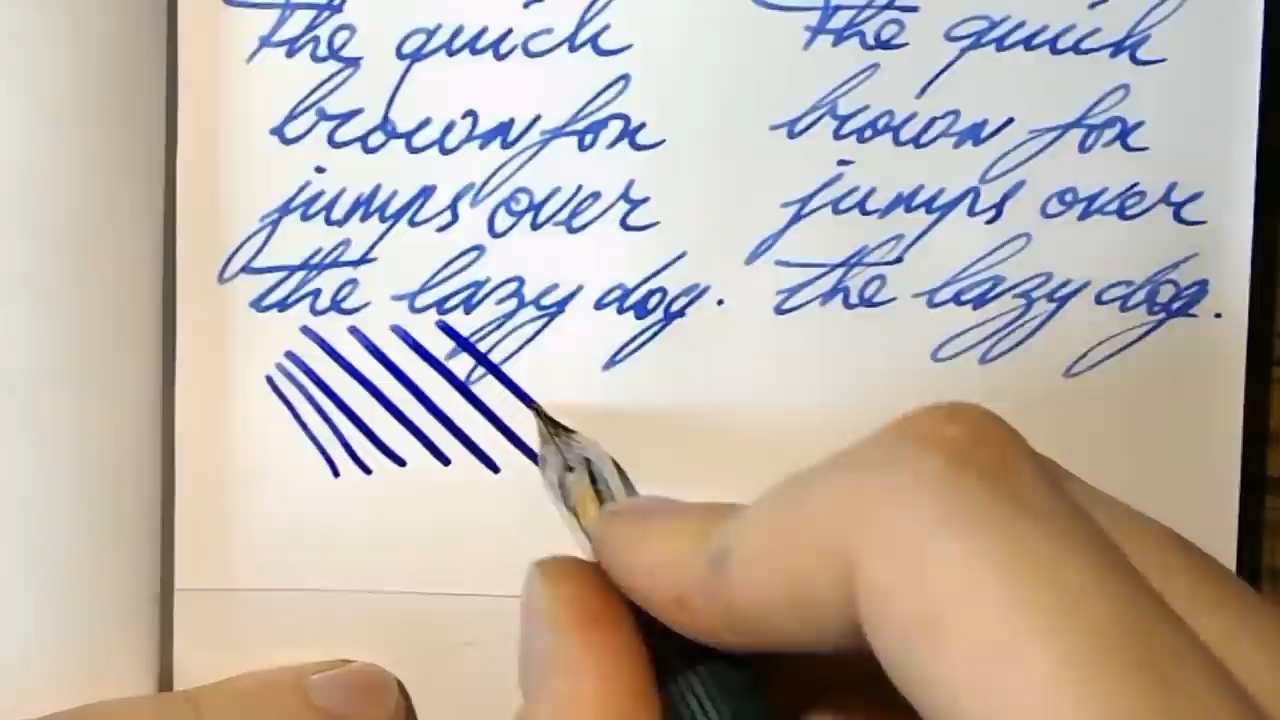 The quick
brown fox
jumps over
the lazy dog.
The quick
brown fox
jumps over
the lazy dog.